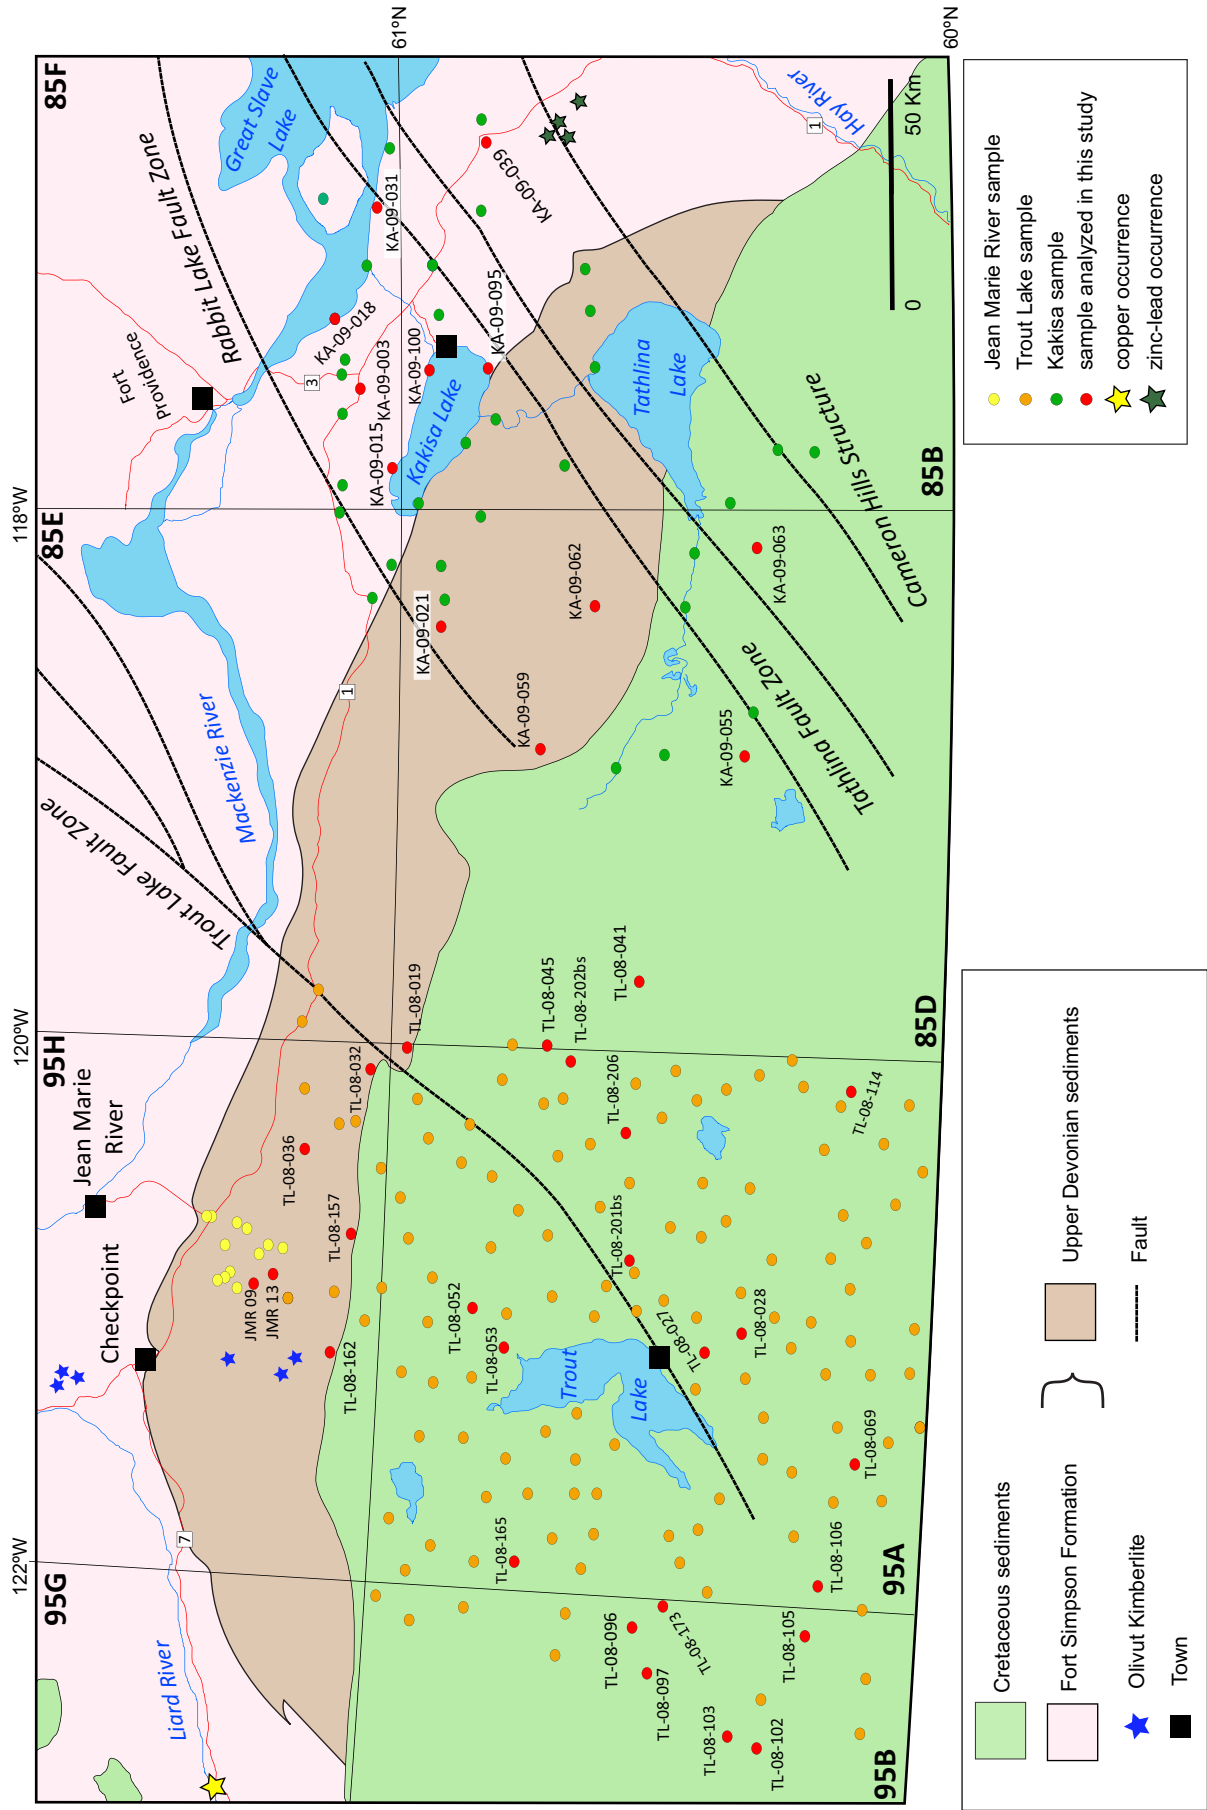 122°W
120°W
118°W
61°N
60°N
95G
95H
85E
85F
95B
95A
85D
85B
Liard River
7
Checkpoint
Jean Marie
River
Mackenzie River
Trout Lake Fault Zone
Fort
Providence
Rabbit Lake Fault Zone
Great Slave
Lake
3
1
1
Hay River
Kakisa Lake
Tathlina
Lake
Tathlina Fault Zone
Cameron Hills Structure
Trout
Lake
JMR 09
JMR 13
TL-08-036
TL-08-032
TL-08-019
TL-08-157
TL-08-162
TL-08-052
TL-08-053
TL-08-045
TL-08-202bs
TL-08-041
TL-08-206
TL-08-201bs
TL-08-027
TL-08-028
TL-08-114
TL-08-069
TL-08-165
TL-08-106
TL-08-105
TL-08-173
TL-08-096
TL-08-097
TL-08-103
TL-08-102
KA-09-031
KA-09-039
KA-09-018
KA-09-003
KA-09-100
KA-09-095
KA-09-015
KA-09-021
KA-09-059
KA-09-062
KA-09-063
KA-09-055
0
50 Km
Cretaceous sediments
Fort Simpson Formation
Upper Devonian sediments
Olivut Kimberlite
Fault
Town
Jean Marie River sample
Trout Lake sample
Kakisa sample
sample analyzed in this study
copper occurrence
zinc-lead occurrence